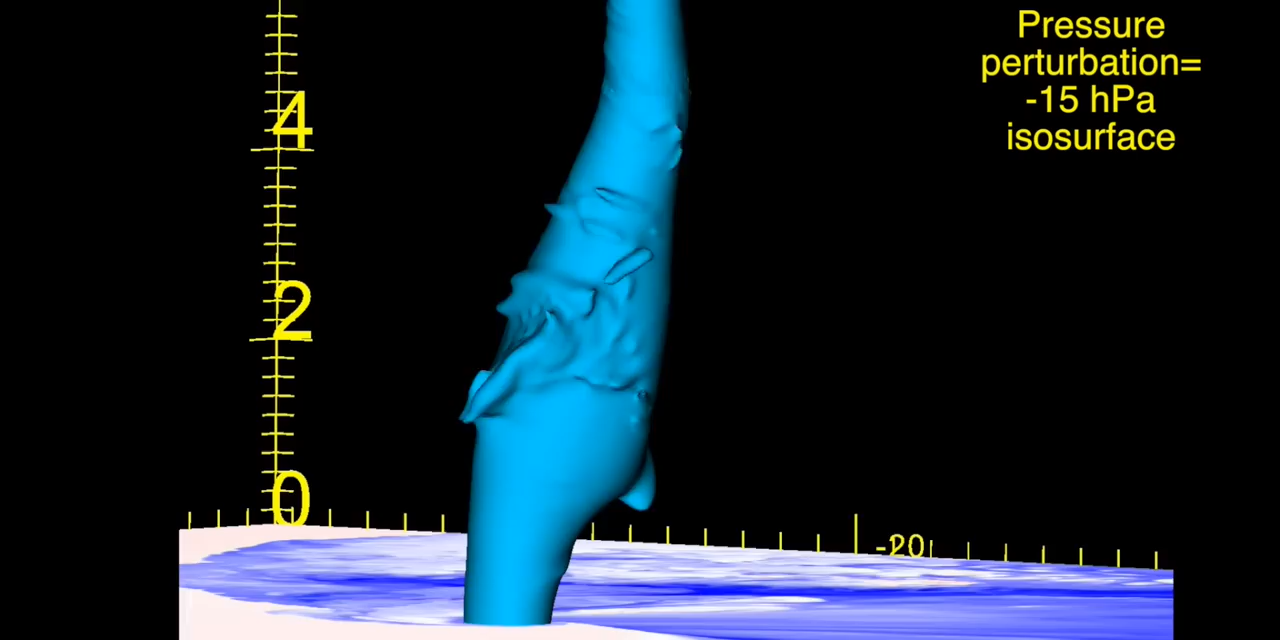 Pressure
perturbation=
-15 hPa
isosurface
4
2
0
-20